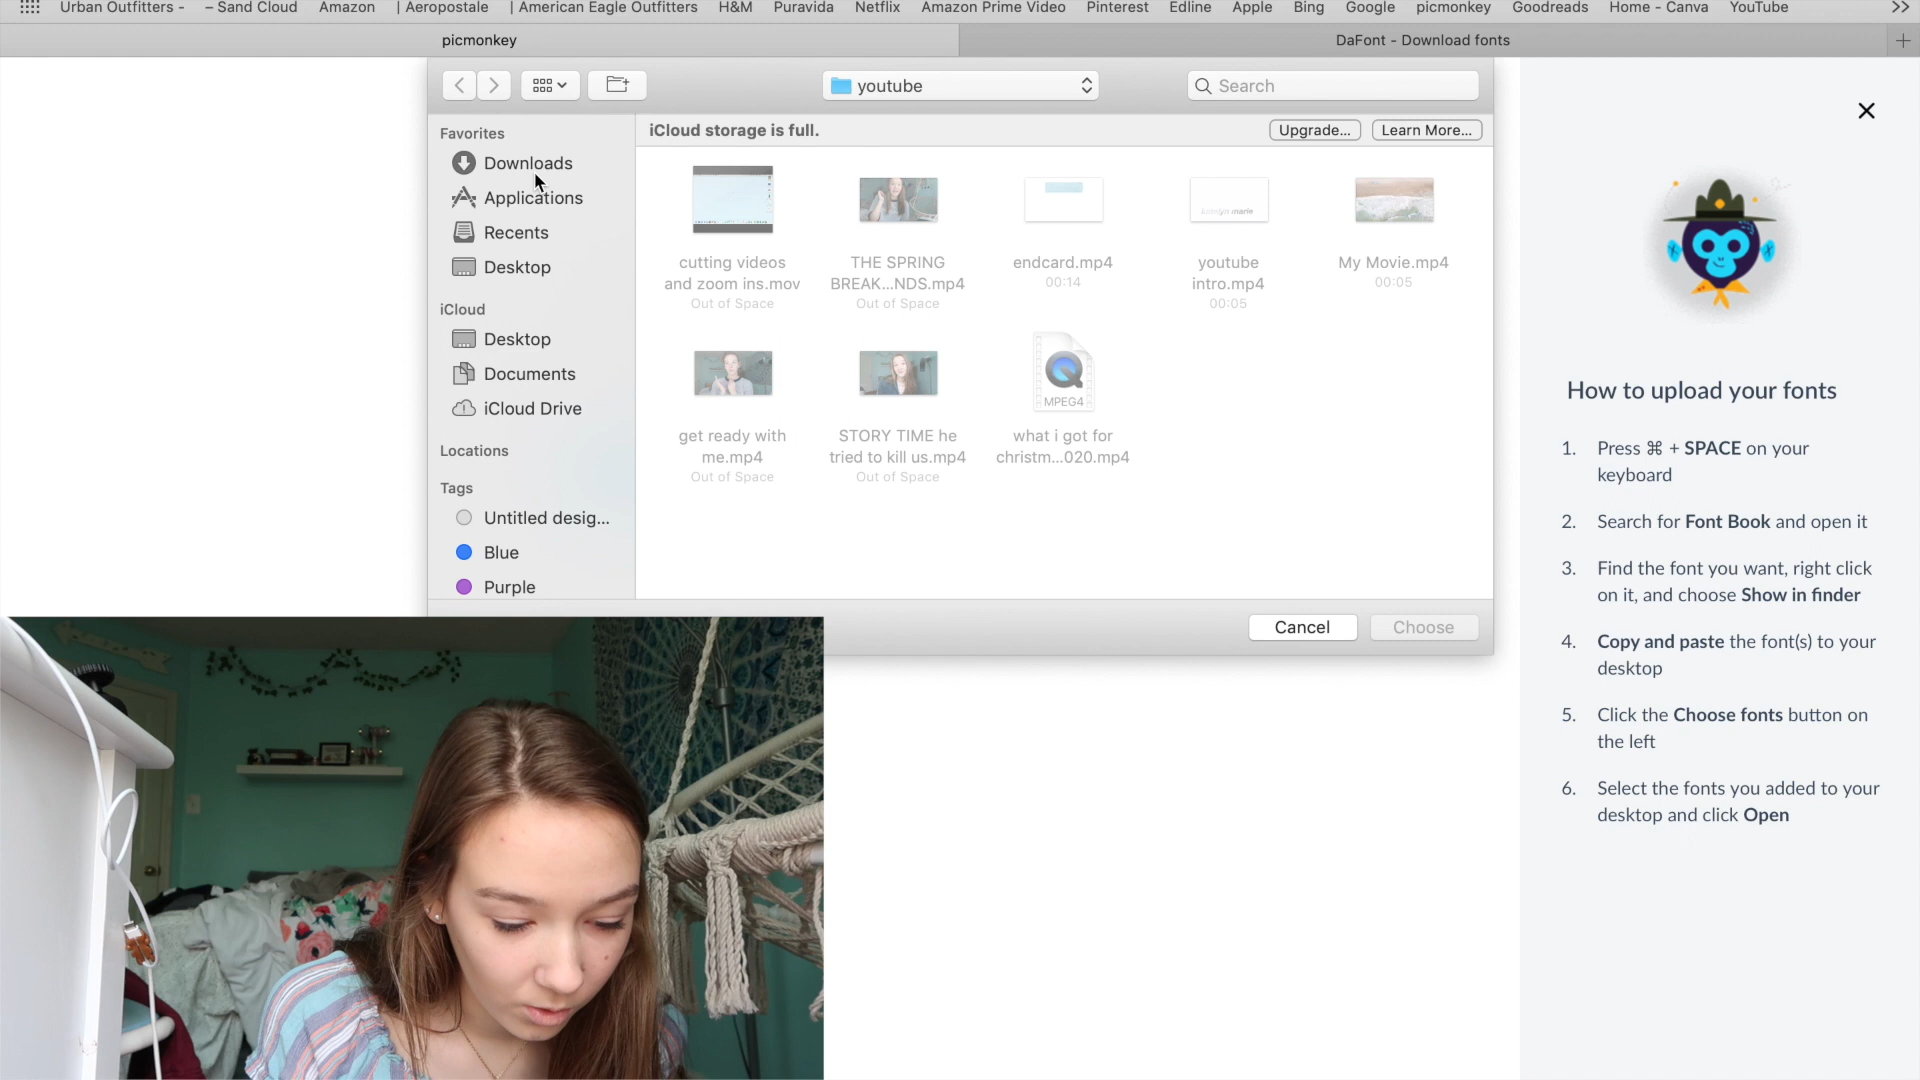 Urban Outfitters - – Sand Cloud Amazon | Aeropostale | American Eagle Outfitters H&M Puravida Netflix Amazon Prime Video Pinterest Edline Apple Bing Google picmonkey Goodreads Home - Canva YouTube
picmonkey
DaFont - Download fonts
youtube
Search
Favorites
Downloads
Applications
Recents
Desktop
iCloud
Desktop
Documents
iCloud Drive
Locations
Tags
Untitled desig...
Blue
Purple
iCloud storage is full.
Upgrade...
Learn More...
cutting videos
and zoom ins.mov
Out of Space
THE SPRING
BREAK...NDS.mp4
Out of Space
endcard.mp4
00:14
katelyn marie
youtube
intro.mp4
00:05
My Movie.mp4
00:05
get ready with
me.mp4
Out of Space
STORY TIME he
tried to kill us.mp4
Out of Space
MPEG4
what i got for
christm...020.mp4
Cancel
Choose
How to upload your fonts
1. Press ⌘ + SPACE on your
keyboard
2. Search for Font Book and open it
3. Find the font you want, right click
on it, and choose Show in finder
4. Copy and paste the font(s) to your
desktop
5. Click the Choose fonts button on
the left
6. Select the fonts you added to your
desktop and click Open